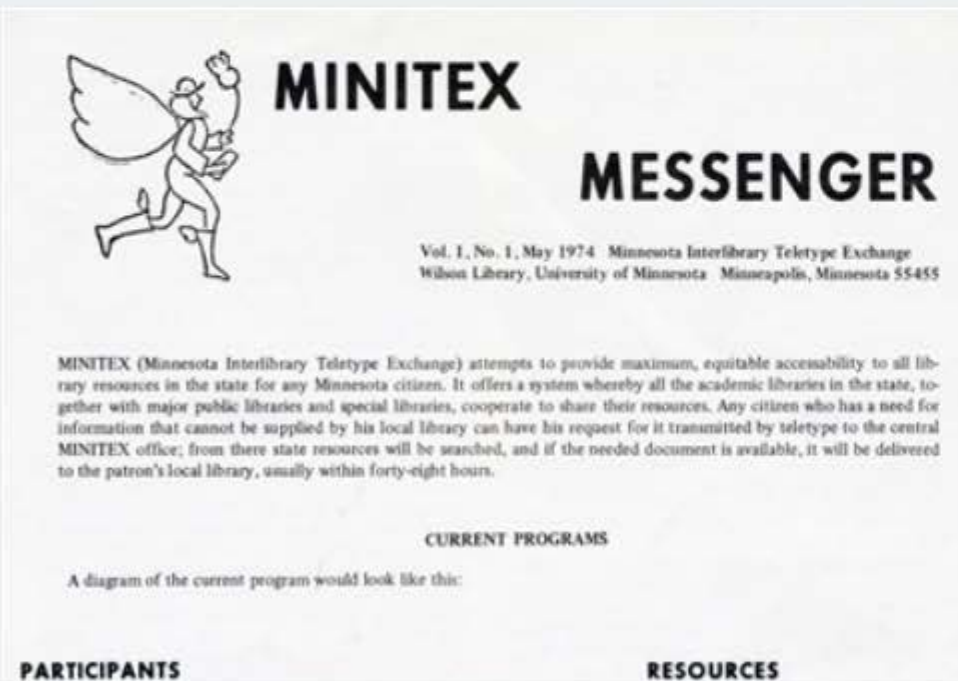 MINITEX
MESSENGER
Vol. 1, No. 1, May 1974 Minnesota Interlibrary Teletype Exchange
Wilson Library, University of Minnesota Minneapolis, Minnesota 55455
MINITEX (Minnesota Interlibrary Teletype Exchange) attempts to provide maximum, equitable accessability to all lib-
rary resources in the state for any Minnesota citizen. It offers a system whereby all the academic libraries in the state, to-
gether with major public libraries and special libraries, cooperate to share their resources. Any citizen who has a need for
information that cannot be supplied by his local library can have his request for it transmitted by teletype to the central
MINITEX office; from there state resources will be searched, and if the needed document is available, it will be delivered
to the patron's local library, usually within forty-eight hours.
CURRENT PROGRAMS
A diagram of the current program would look like this:
PARTICIPANTS RESOURCES